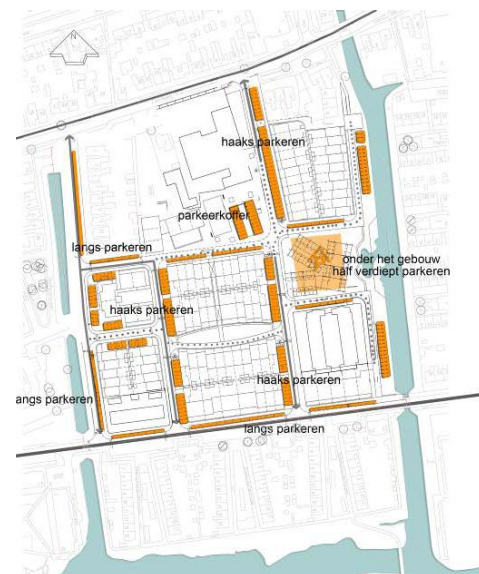 N
haaks parkeren
parkeerkoffer
langs parkeren
onder het gebouw
half verdiept parkeren
haaks parkeren
haaks parkeren
angs parkeren
langs parkeren